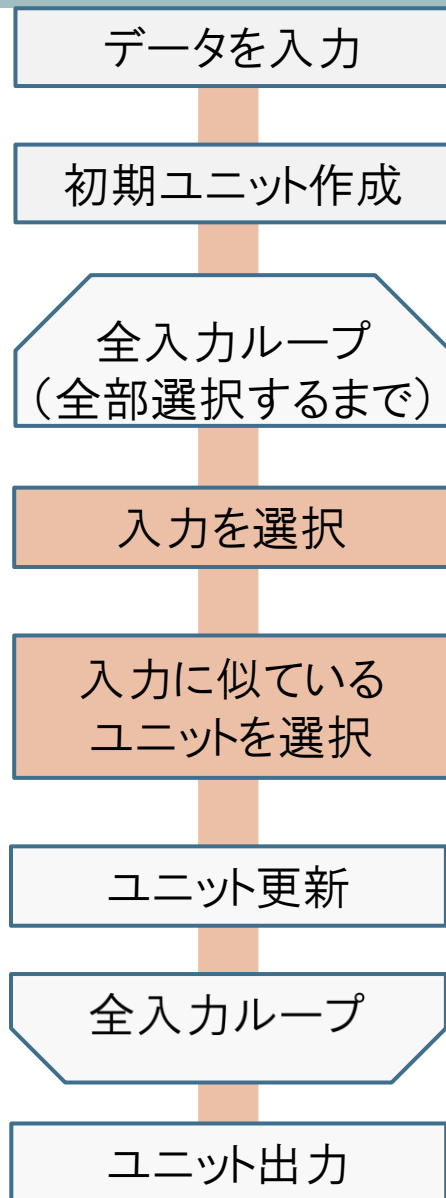 データを入力
初期ユニット作成
全入力ループ
（全部選択するまで）
入力を選択
入力に似ている
ユニットを選択
ユニット更新
全入力ループ
ユニット出力